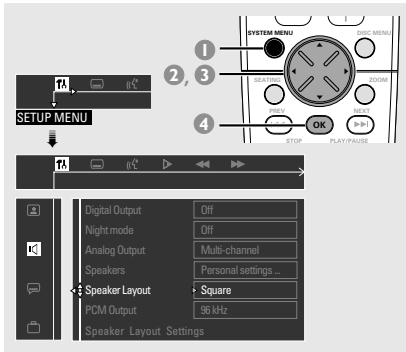 SYSTEM MENU
DISC MENU
1
2, 3
SEATING
ZOOM
PREV
NEXT
4
OK
STOP
PLAY/PAUSE
SETUP MENU
Digital Output Off
Night mode Off
Analog Output Multi-channel
Speakers Personal settings ...
Speaker Layout Square
PCM Output 96 kHz
Speaker Layout Settings